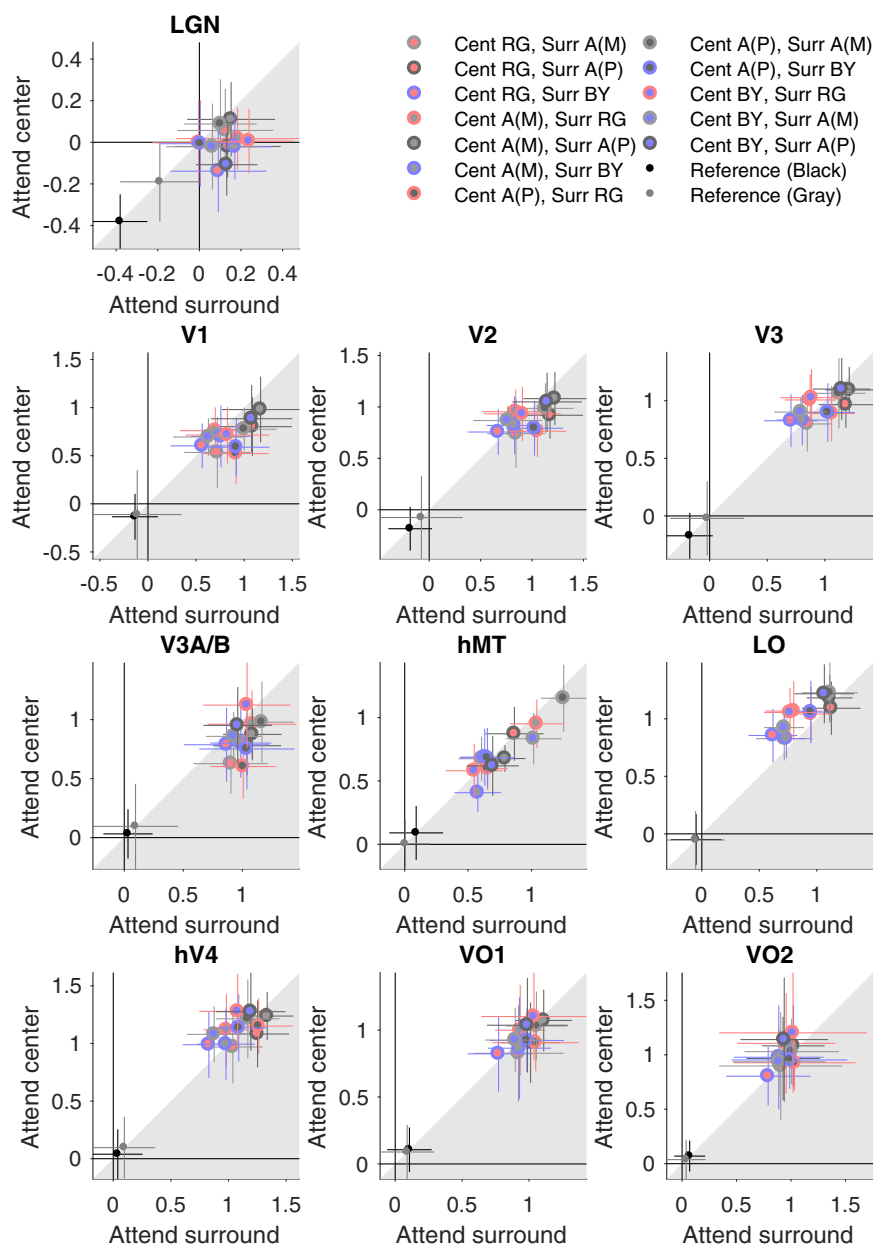 LGN
Cent RG, Surr A(M)
Cent RG, Surr A(P)
Cent RG, Surr BY
Cent A(M), Surr RG
Cent A(M), Surr A(P)
Cent A(M), Surr BY
Cent A(P), Surr RG
Cent A(P), Surr A(M)
Cent A(P), Surr BY
Cent BY, Surr RG
Cent BY, Surr A(M)
Cent BY, Surr A(P)
Reference (Black)
Reference (Gray)
Attend center
0.4
0.2
0
-0.2
-0.4
-0.4 -0.2 0 0.2 0.4
Attend surround
V1
Attend center
1.5
1
0.5
0
-0.5
-0.5 0 0.5 1 1.5
Attend surround
V2
Attend center
1.5
1
0.5
0
0 0.5 1 1.5
Attend surround
V3
Attend center
1
0.5
0
0 0.5 1
Attend surround
V3A/B
Attend center
1
0.5
0
0 0.5 1
Attend surround
hMT
Attend center
1
0.5
0
0 0.5 1
Attend surround
LO
Attend center
1
0.5
0
0 0.5 1
Attend surround
hV4
Attend center
1.5
1
0.5
0
0 0.5 1 1.5
Attend surround
VO1
Attend center
1
0.5
0
0 0.5 1
Attend surround
VO2
Attend center
1.5
1
0.5
0
0 0.5 1 1.5
Attend surround